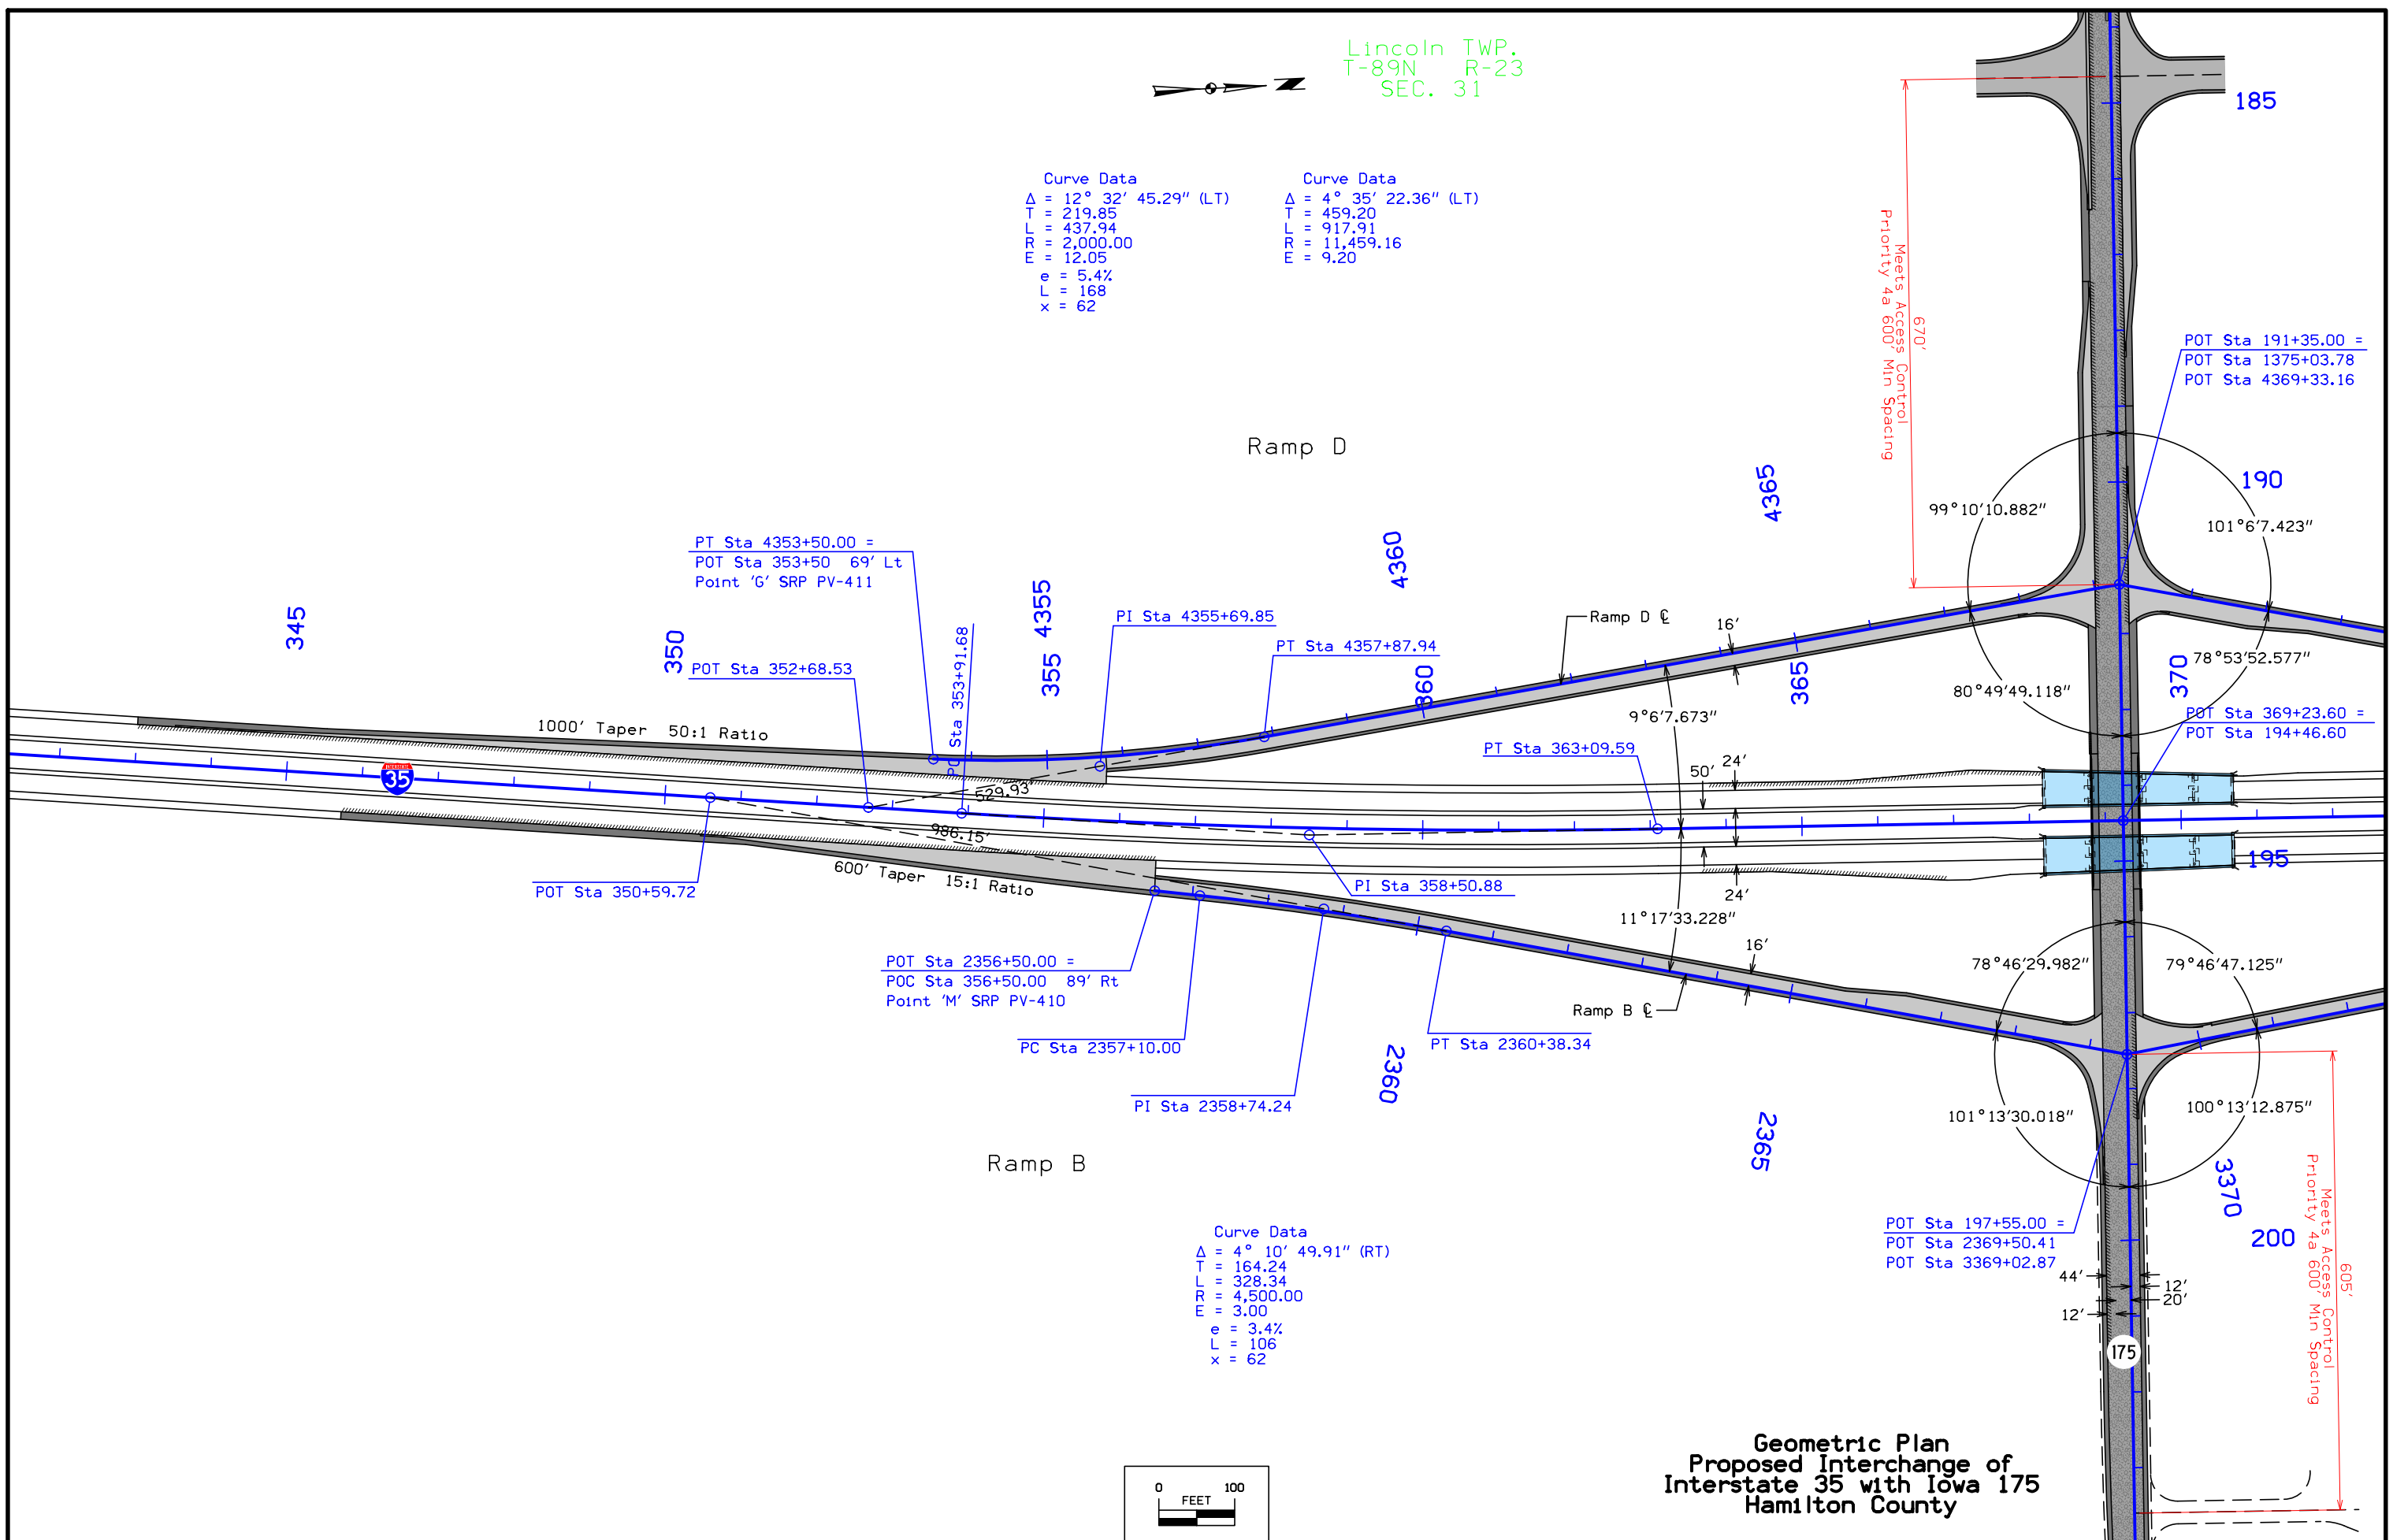 Lincoln TWP.
T-89N R-23
SEC. 31
Curve Data
Δ = 12° 32' 45.29" (LT)
T = 219.85
L = 437.94
R = 2,000.00
E = 12.05
e = 5.4%
L = 168
x = 62
Curve Data
Δ = 4° 35' 22.36" (LT)
T = 459.20
L = 917.91
R = 11,459.16
E = 9.20
185
670'
Meets Access Control
Priority 4a 600' Min Spacing
POT Sta 191+35.00 =
POT Sta 1375+03.78
POT Sta 4369+33.16
Ramp D
190
4365
99°10'10.882"
101°6'7.423"
4360
PT Sta 4353+50.00 =
POT Sta 353+50 69' Lt
Point 'G' SRP PV-411
345
350
355
4355
PI Sta 4355+69.85
PT Sta 4357+87.94
Ramp D ℄
16'
POT Sta 352+68.53
PC Sta 353+91.68
360
365
370
78°53'52.577"
80°49'49.118"
9°6'7.673"
POT Sta 369+23.60 =
POT Sta 194+46.60
1000' Taper 50:1 Ratio
35
529.93'
986.15'
PT Sta 363+09.59
50'
24'
24'
195
600' Taper 15:1 Ratio
POT Sta 350+59.72
PI Sta 358+50.88
11°17'33.228"
16'
78°46'29.982"
79°46'47.125"
POT Sta 2356+50.00 =
POC Sta 356+50.00 89' Rt
Point 'M' SRP PV-410
Ramp B ℄
PC Sta 2357+10.00
PT Sta 2360+38.34
2360
PI Sta 2358+74.24
2365
101°13'30.018"
100°13'12.875"
Ramp B
3370
200
POT Sta 197+55.00 =
POT Sta 2369+50.41
POT Sta 3369+02.87
Curve Data
Δ = 4° 10' 49.91" (RT)
T = 164.24
L = 328.34
R = 4,500.00
E = 3.00
e = 3.4%
L = 106
x = 62
44'
12'
20'
12'
605'
Meets Access Control
Priority 4a 600' Min Spacing
175
Geometric Plan
Proposed Interchange of
Interstate 35 with Iowa 175
Hamilton County
0 100
FEET